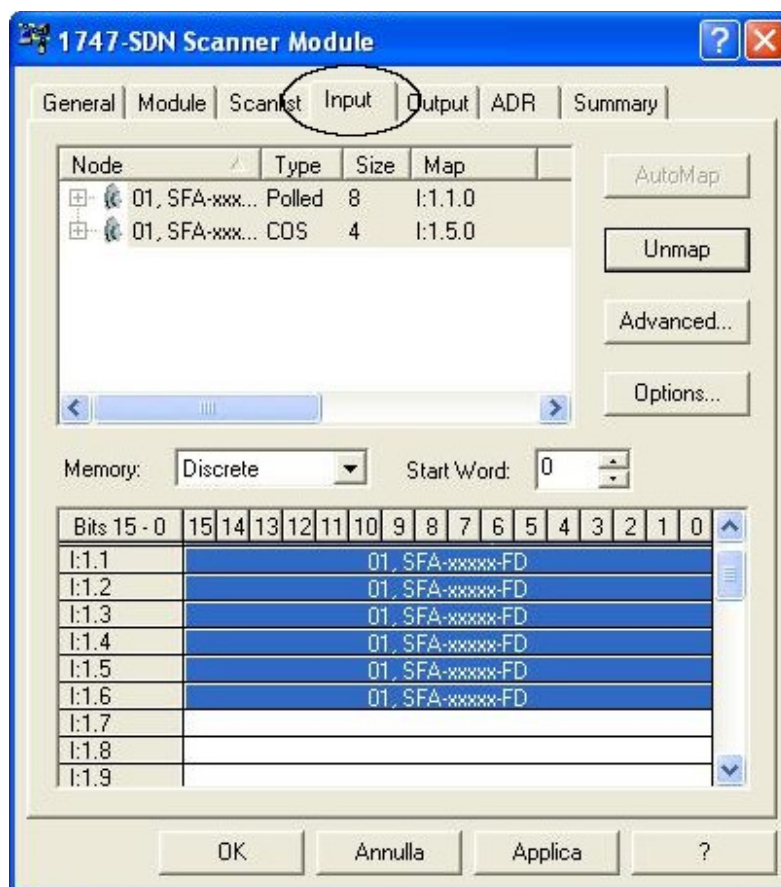 1747-SDN Scanner Module
General Module Scanlist Input Output ADR Summary
Node Type Size Map
01, SFA-xxx... Polled 8 I:1.1.0
01, SFA-xxx... COS 4 I:1.5.0
AutoMap
Unmap
Advanced...
Options...
Memory: Discrete Start Word: 0
Bits 15 - 0 15 14 13 12 11 10 9 8 7 6 5 4 3 2 1 0
I:1.1 01, SFA-xxxxx-FD
I:1.2 01, SFA-xxxxx-FD
I:1.3 01, SFA-xxxxx-FD
I:1.4 01, SFA-xxxxx-FD
I:1.5 01, SFA-xxxxx-FD
I:1.6 01, SFA-xxxxx-FD
I:1.7
I:1.8
I:1.9
OK Annulla Applica ?